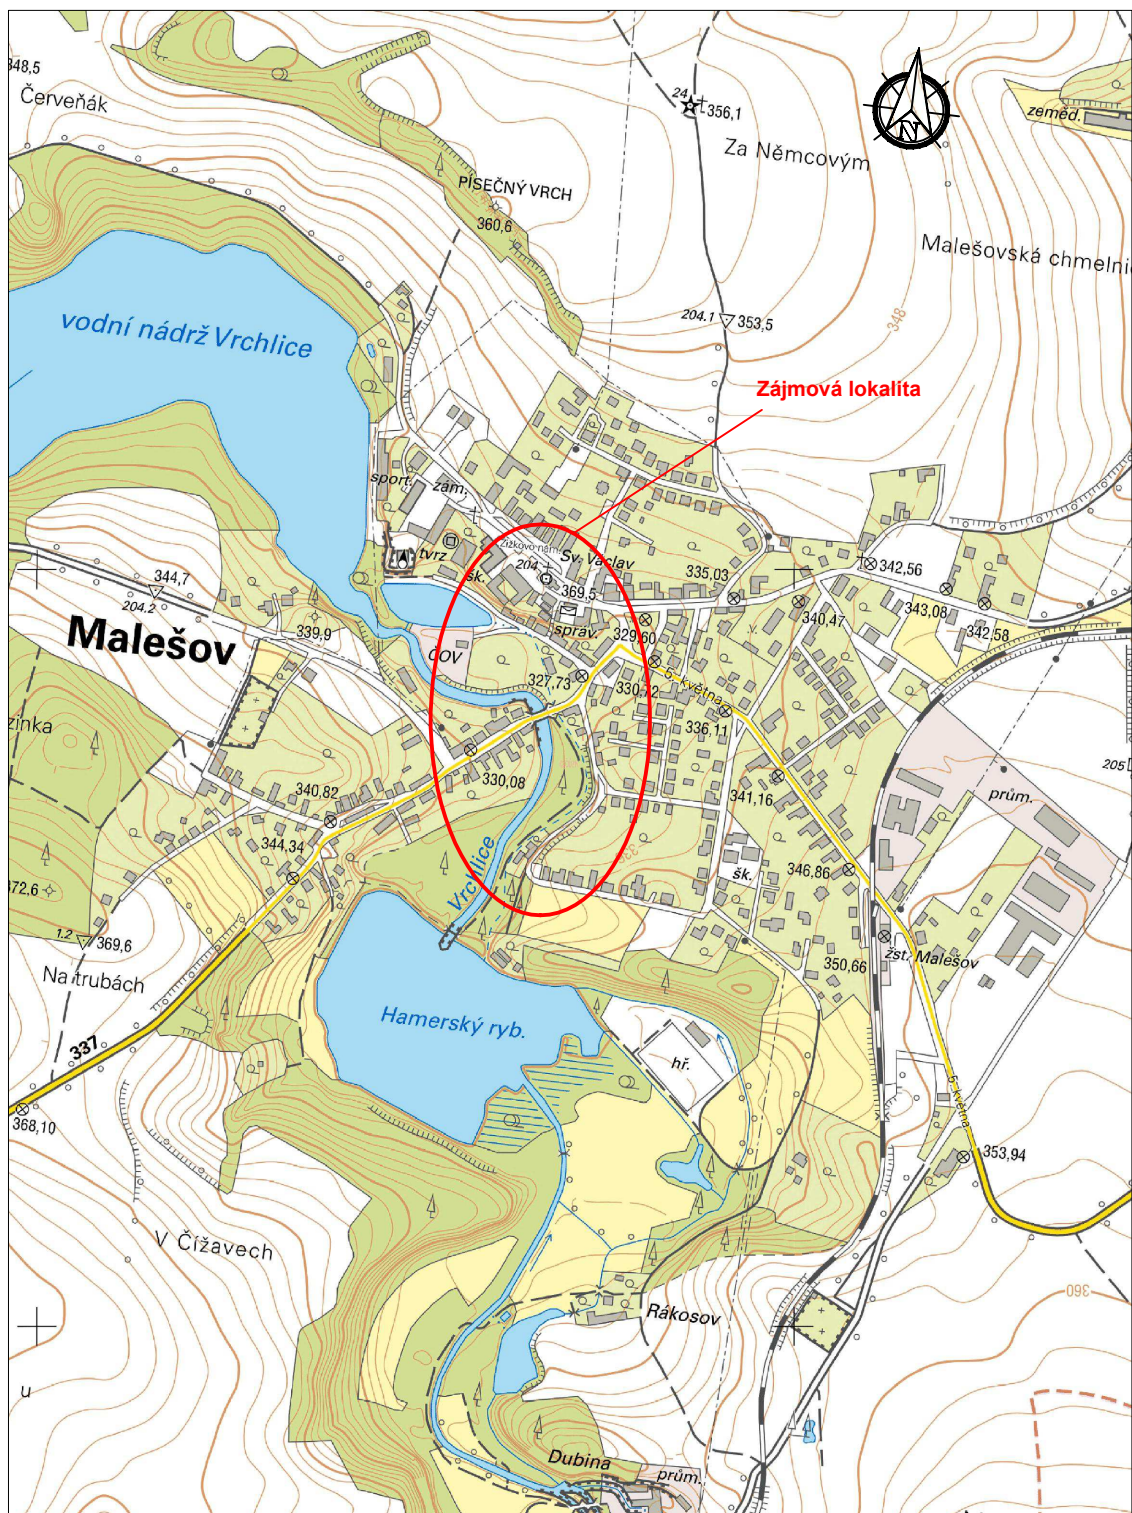 348,5
Červeňák
24
356,1
zeměd.
Za Němcovým
N
PÍSEČNÝ VRCH
360,6
Malešovská chmelnic
vodní nádrž Vrchlice
204.1
353,5
348
Zájmová lokalita
sport.
zám.
tvrz
Žižkovo nám.
Sv. Václav
šk.
204
369,5
335,03
342,56
344,7
204.2
340,47
343,08
342,58
správ.
329,60
Malešov
339,9
ČOV
327,73
330,72
5. května
336,11
zinka
330,08
341,16
205
prům.
340,82
344,34
Vrchlice
šk.
346,86
372,6
1.2
369,6
350,66
žst. Malešov
Na trubách
Hamerský ryb.
337
hř.
5. května
368,10
353,94
V Čížavech
360
Rákosov
u
Dubina
prům.